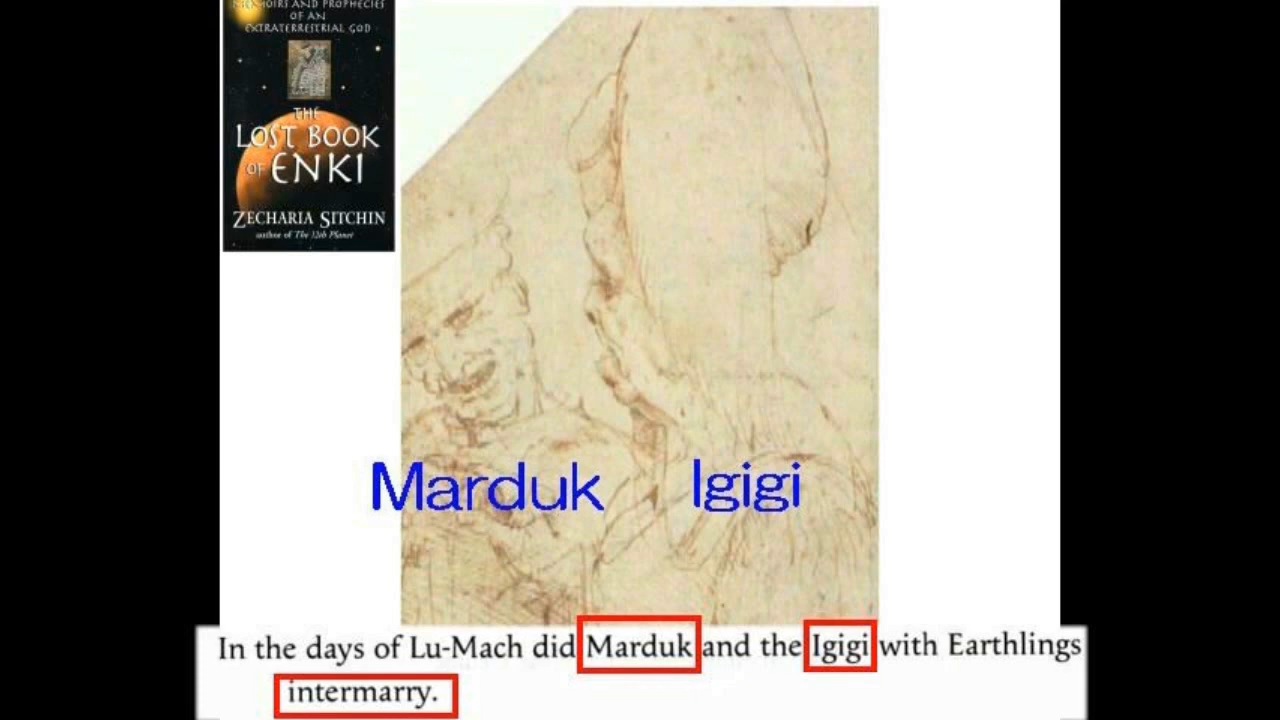 MEMOIRS AND PROPHECIES
OF AN
EXTRATERRESTRIAL GOD
THE
LOST BOOK
OF ENKI
ZECHARIA SITCHIN
author of The 12th Planet
Marduk Igigi
In the days of Lu-Mach did Marduk and the Igigi with Earthlings
intermarry.